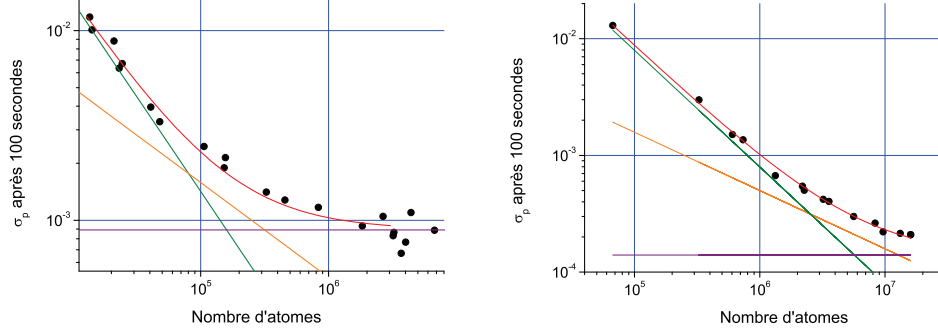 10⁻²
10⁻³
σₚ après 100 secondes
10⁵
10⁶
Nombre d'atomes
10⁻²
10⁻³
10⁻⁴
σₚ après 100 secondes
10⁵
10⁶
10⁷
Nombre d'atomes